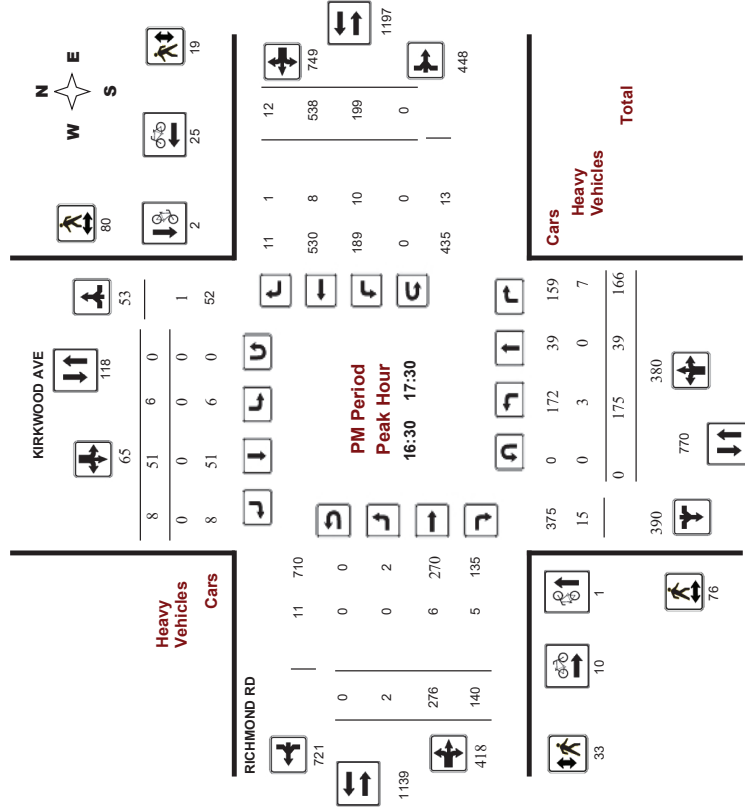 N
W E
S
19
25
80
2
KIRKWOOD AVE
118
65
53
8 51 6 0
0 0 0 0 1
8 51 6 0 52
Heavy
Vehicles
Cars
1197
749
448
12
538
199
0
1
8
10
0
13
11
530
189
0
435
PM Period
Peak Hour
16:30 17:30
RICHMOND RD
11 710
0 0 0
2 0 2
276 6 270
140 5 135
721
1139
418
Cars
Heavy
Vehicles
Total
375 0 172 39 159
15 0 3 0 7
390 0 175 39 166
380
770
1
10
33
76